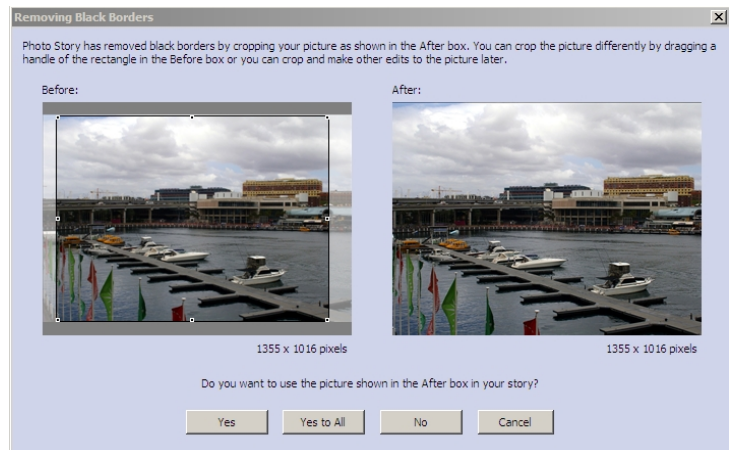 Removing Black Borders
Photo Story has removed black borders by cropping your picture as shown in the After box. You can crop the picture differently by dragging a
handle of the rectangle in the Before box or you can crop and make other edits to the picture later.
Before:
After:
1355 x 1016 pixels
1355 x 1016 pixels
Do you want to use the picture shown in the After box in your story?
Yes
Yes to All
No
Cancel